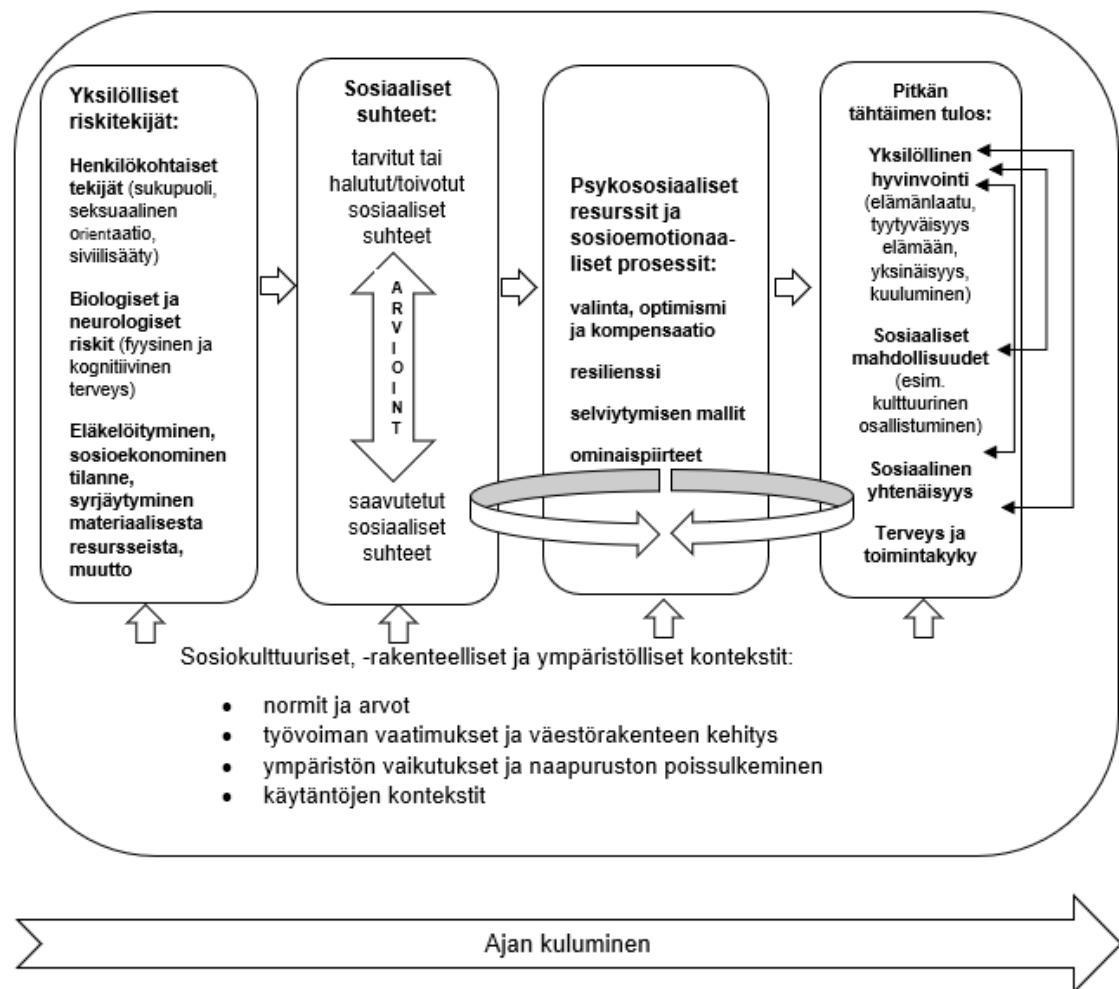 Yksilölliset
riskitekijät:
Henkilökohtaiset
tekijät (sukupuoli,
seksuaalinen
orientaatio,
siviilisääty)
Biologiset ja
neurologiset
riskit (fyysinen ja
kognitiivinen
terveys)
Eläkelöityminen,
sosioekonominen
tilanne,
syrjäytyminen
materiaalisesta
resursseista,
muutto
Sosiaaliset
suhteet:
tarvitut tai
halutut/toivotut
sosiaaliset
suhteet
ARVIOINT
saavutetut
sosiaaliset
suhteet
Psykososiaaliset
resurssit ja
sosioemotionaa-
liset prosessit:
valinta, optimismi
ja kompensaatio
resilienssi
selviytymisen mallit
ominaispiirteet
Pitkän
tähtäimen tulos:
Yksilöllinen
hyvinvointi
(elämänlaatu,
tyytyväisyys
elämään,
yksinäisyys,
kuuluminen)
Sosiaaliset
mahdollisuudet
(esim.
kulttuurinen
osallistuminen)
Sosiaalinen
yhtenäisyys
Terveys ja
toimintakyky
Sosiokulttuuriset, -rakenteelliset ja ympäristölliset kontekstit:
• normit ja arvot
• työvoiman vaatimukset ja väestörakenteen kehitys
• ympäristön vaikutukset ja naapuruston poissulkeminen
• käytäntöjen kontekstit
Ajan kuluminen